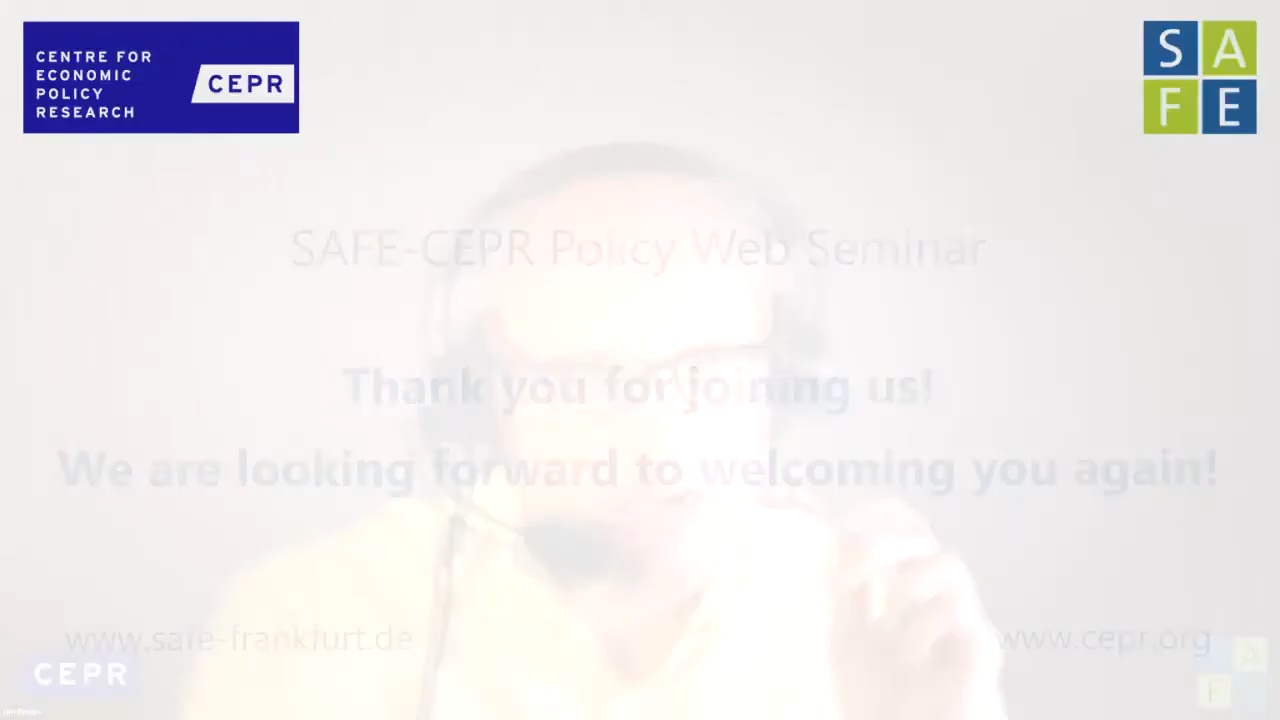 CENTRE FOR
ECONOMIC
POLICY
RESEARCH
CEPR
S A
F E
SAFE-CEPR Policy Web Seminar
Thank you for joining us!
We are looking forward to welcoming you again!
www.safe-frankfurt.de
www.cepr.org
CEPR
A
F